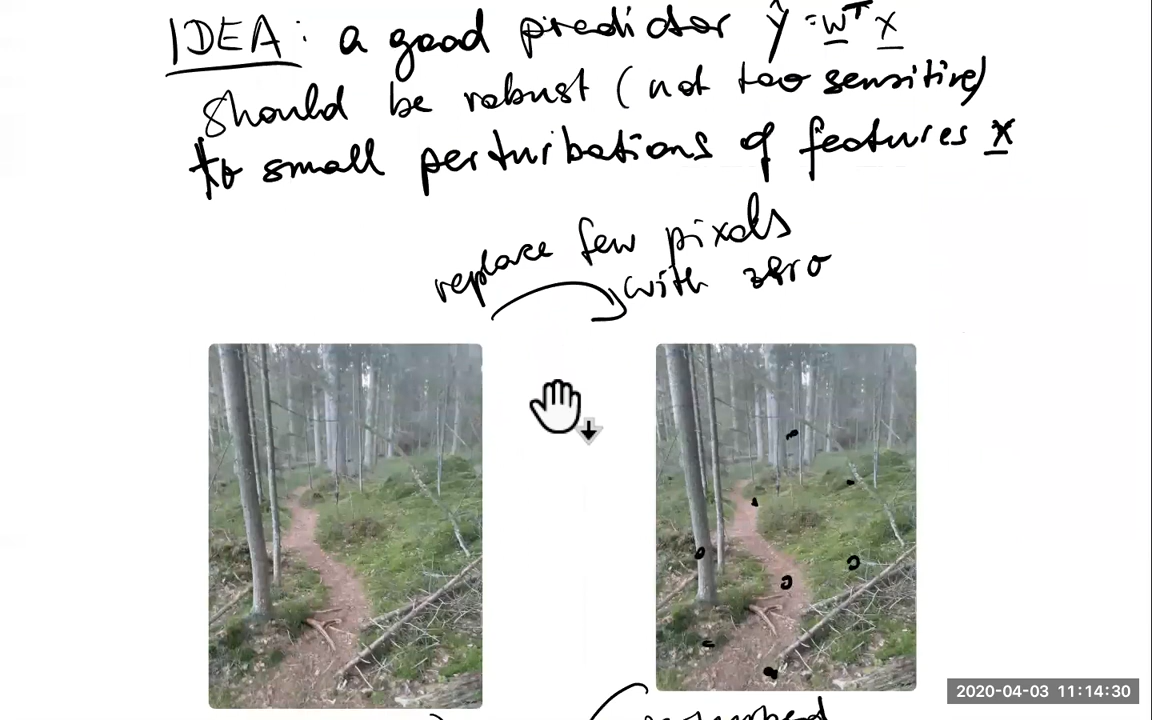 IDEA: a good predictor ŷ = w^T x
should be robust (not too sensitive)
to small perturbations of features x
replace few pixels
with zero
2020-04-03 11:14:30